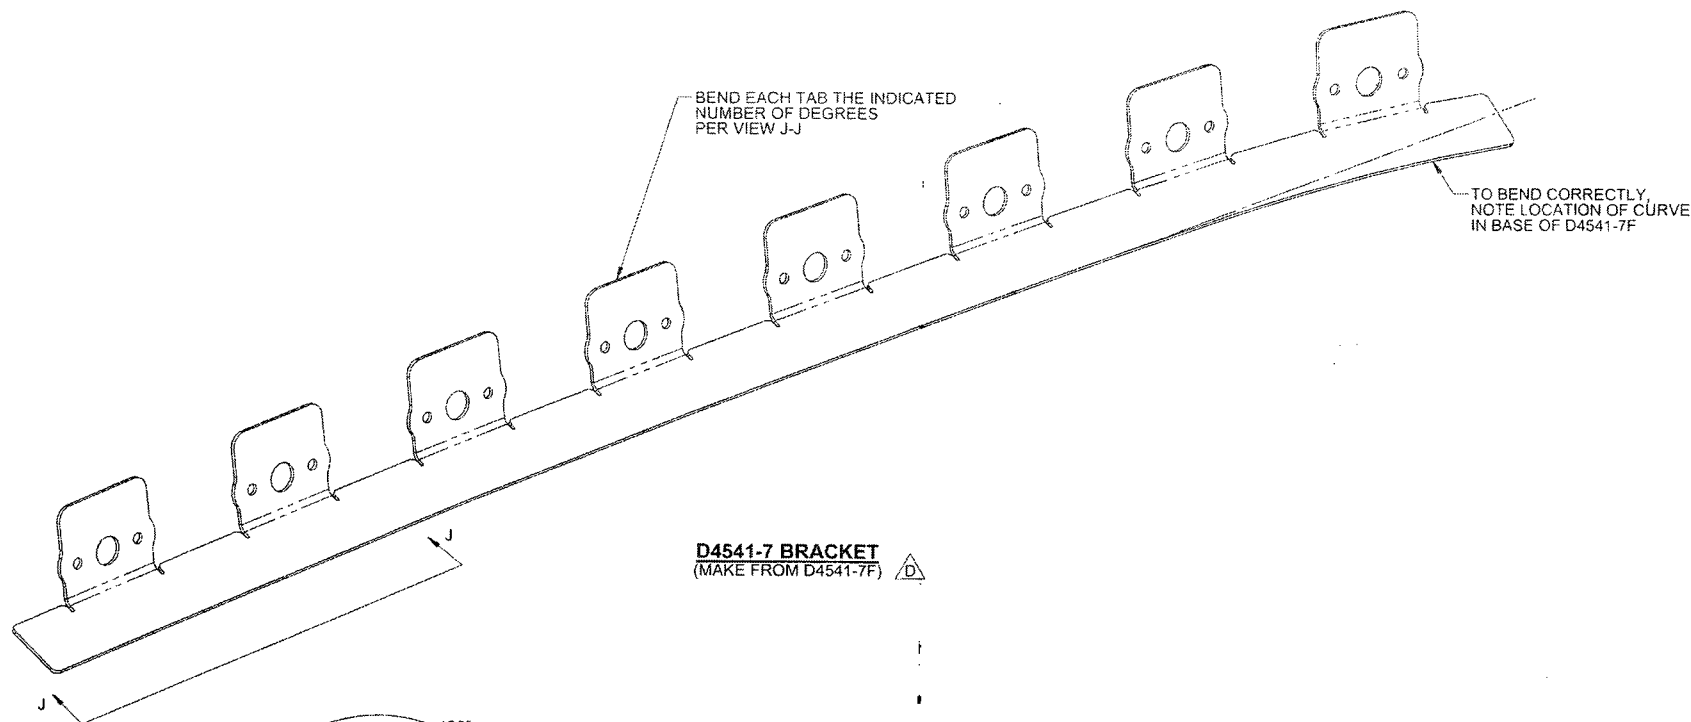 BEND EACH TAB THE INDICATED
NUMBER OF DEGREES
PER VIEW J-J
TO BEND CORRECTLY,
NOTE LOCATION OF CURVE
IN BASE OF D4541-7F
J
D4541-7 BRACKET
(MAKE FROM D4541-7F) D
J